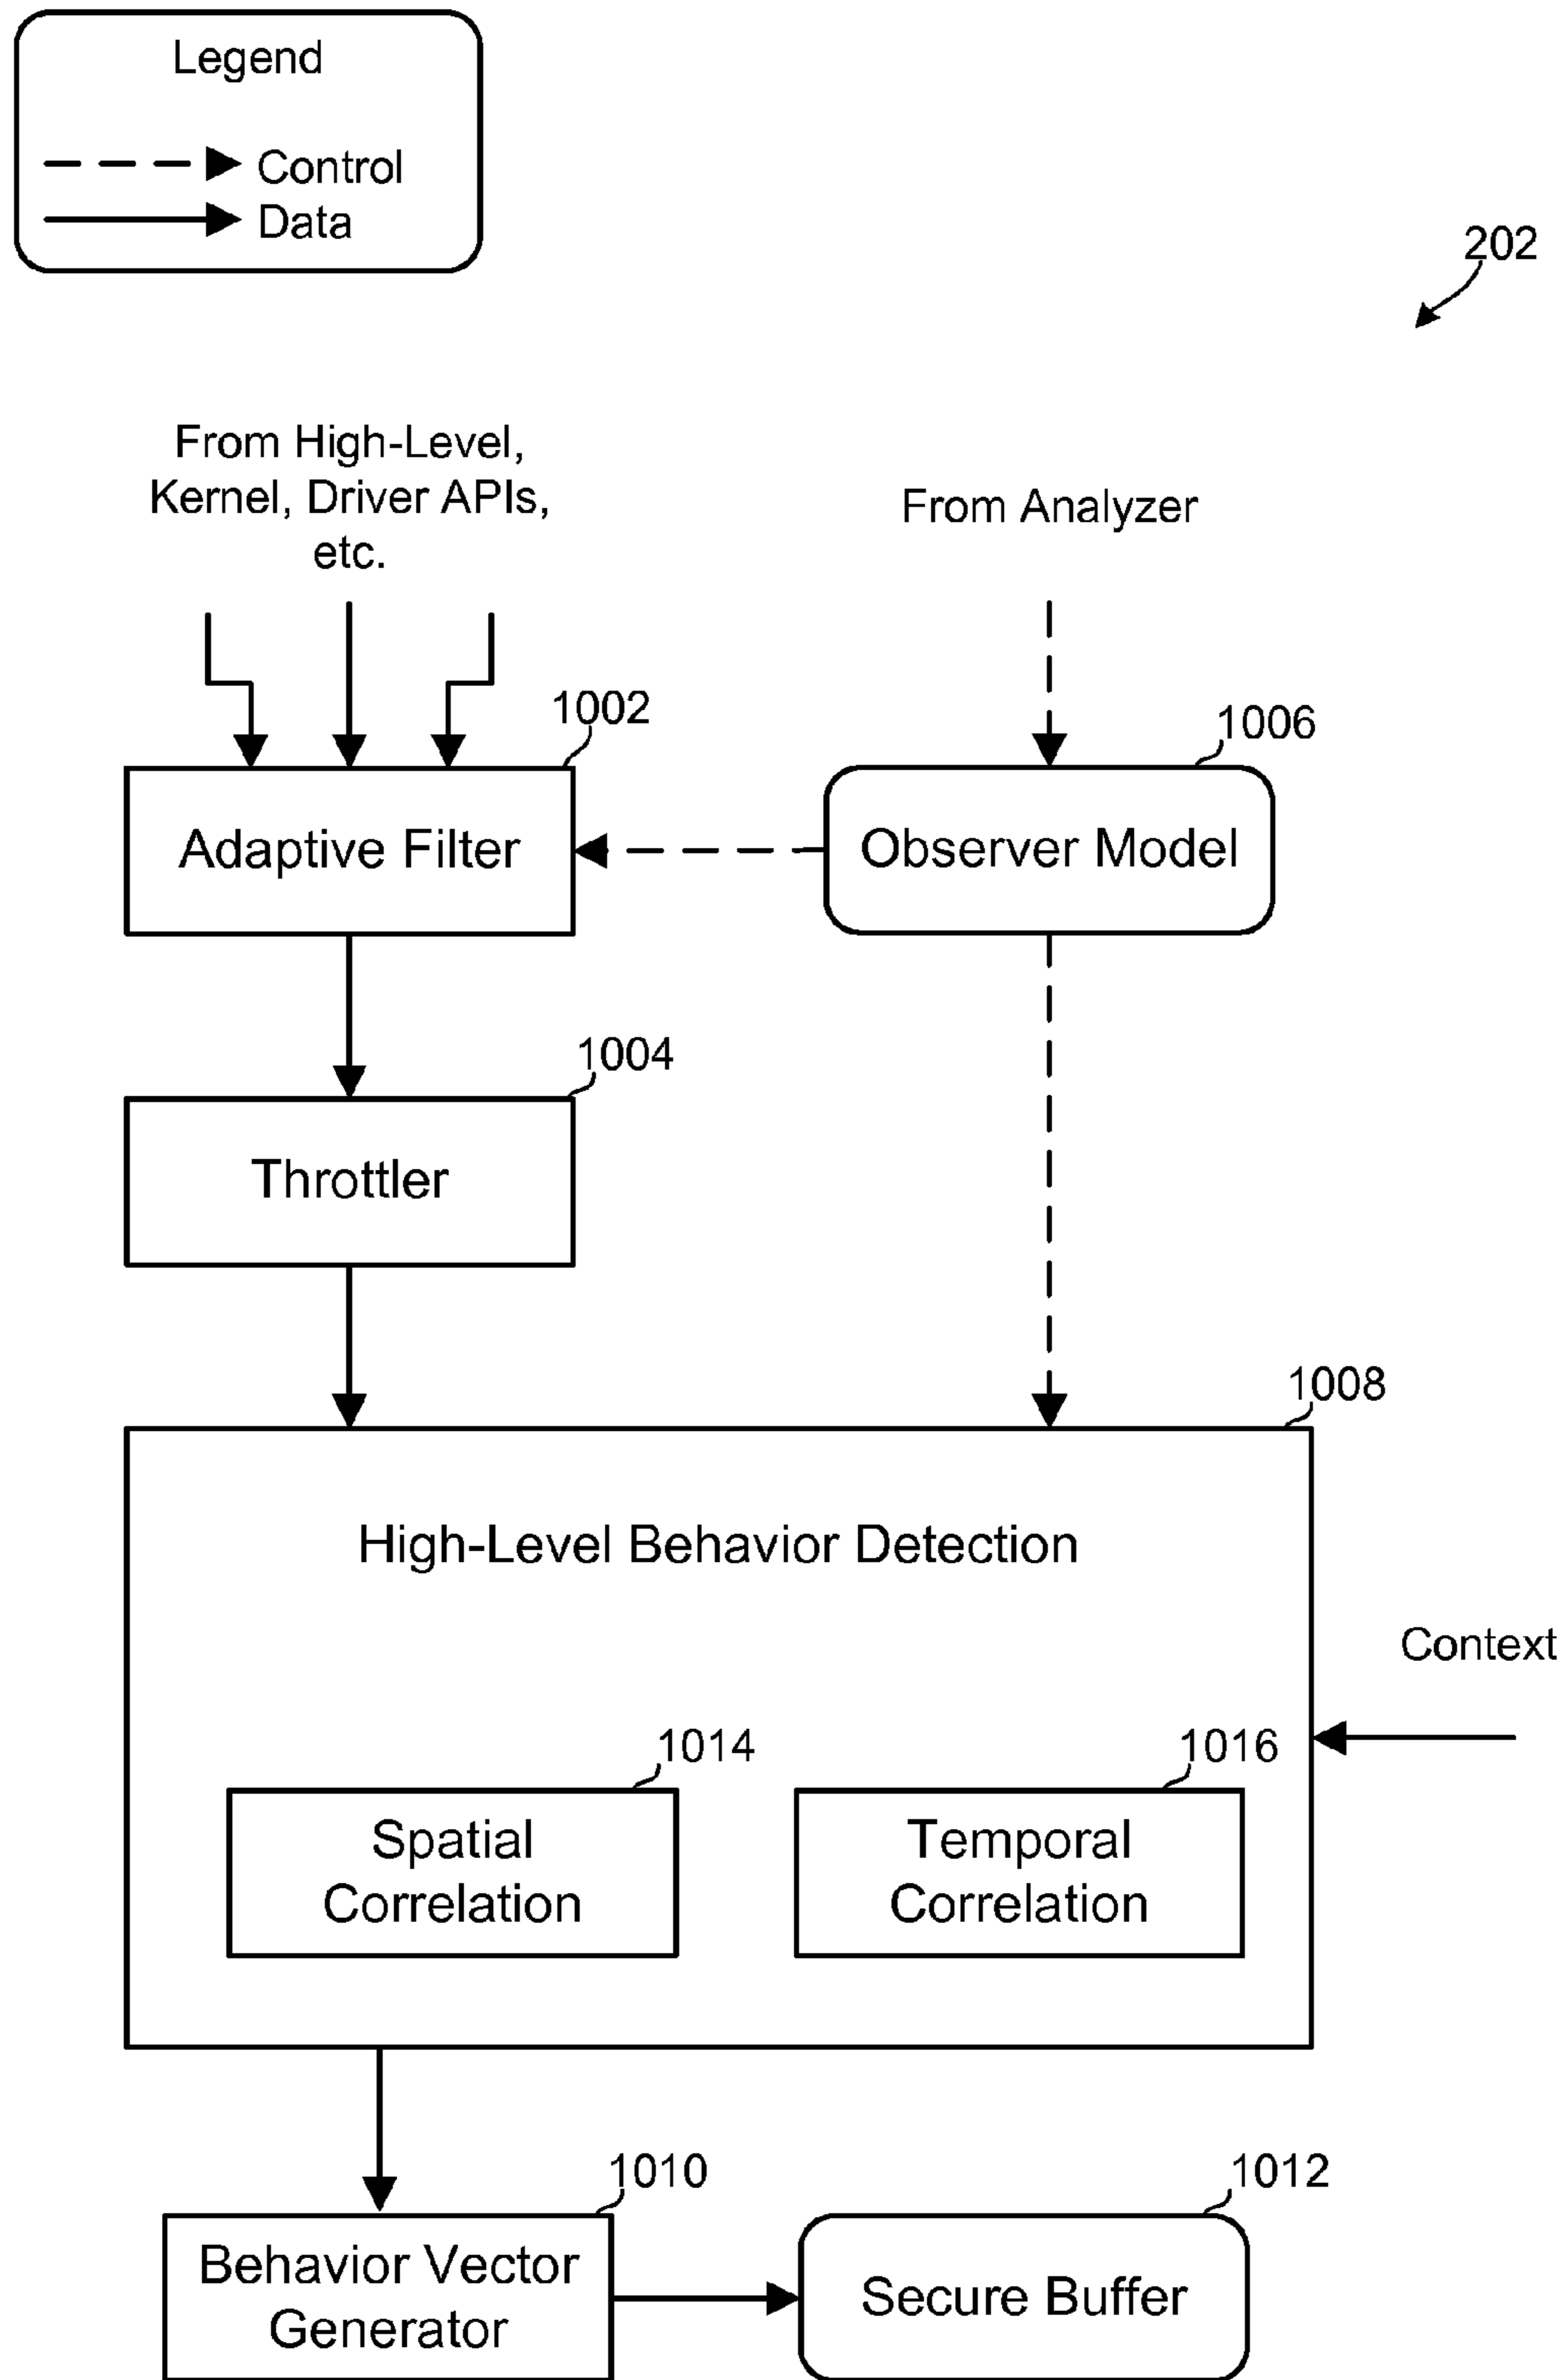 Legend
Control
Data
202
From High-Level,
Kernel, Driver APIs,
etc.
From Analyzer
1002
1006
Adaptive Filter
Observer Model
1004
Throttler
1008
High-Level Behavior Detection
Context
1014
1016
Spatial
Correlation
Temporal
Correlation
1010
1012
Behavior Vector
Generator
Secure Buffer